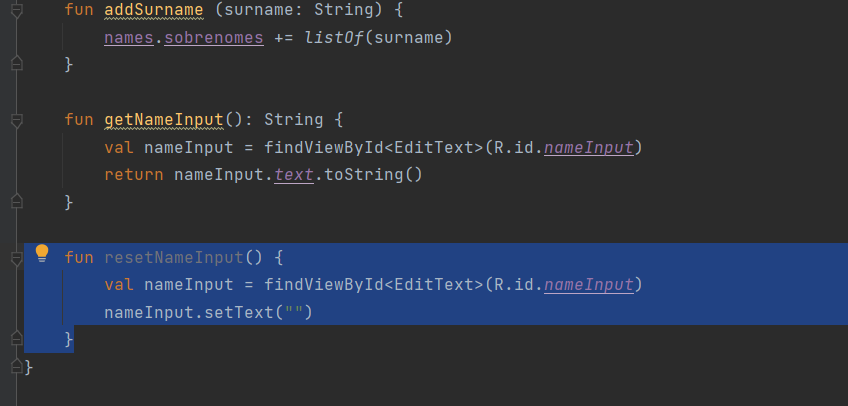 fun addSurname (surname: String) {
names.sobrenomes += listOf(surname)
}
fun getNameInput(): String {
val nameInput = findViewById<EditText>(R.id.nameInput)
return nameInput.text.toString()
}
fun resetNameInput() {
val nameInput = findViewById<EditText>(R.id.nameInput)
nameInput.setText("")
}
}